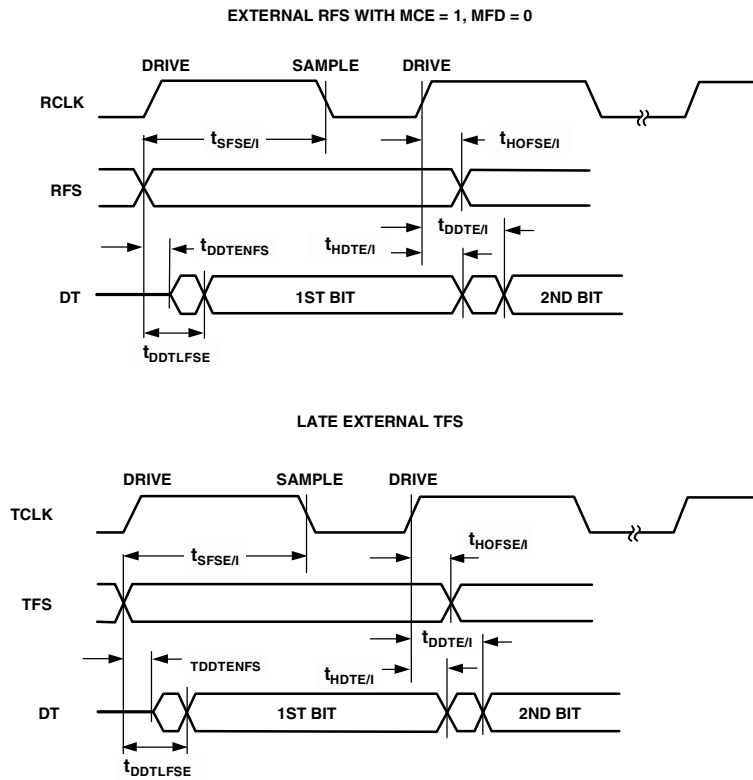 EXTERNAL RFS WITH MCE = 1, MFD = 0
DRIVE SAMPLE DRIVE
RCLK
tSFSE/I tHOFSE/I
RFS
tDDTE/I
tDDTENFS tHDTE/I
DT 1ST BIT 2ND BIT
tDDTLFSE
LATE EXTERNAL TFS
DRIVE SAMPLE DRIVE
TCLK
tSFSE/I tHOFSE/I
TFS
tDDTE/I
TDDTENFS tHDTE/I
DT 1ST BIT 2ND BIT
tDDTLFSE